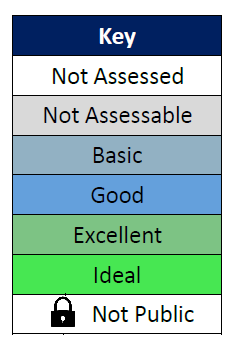 Key
Not Assessed
Not Assessable
Basic
Good
Excellent
Ideal
Not Public